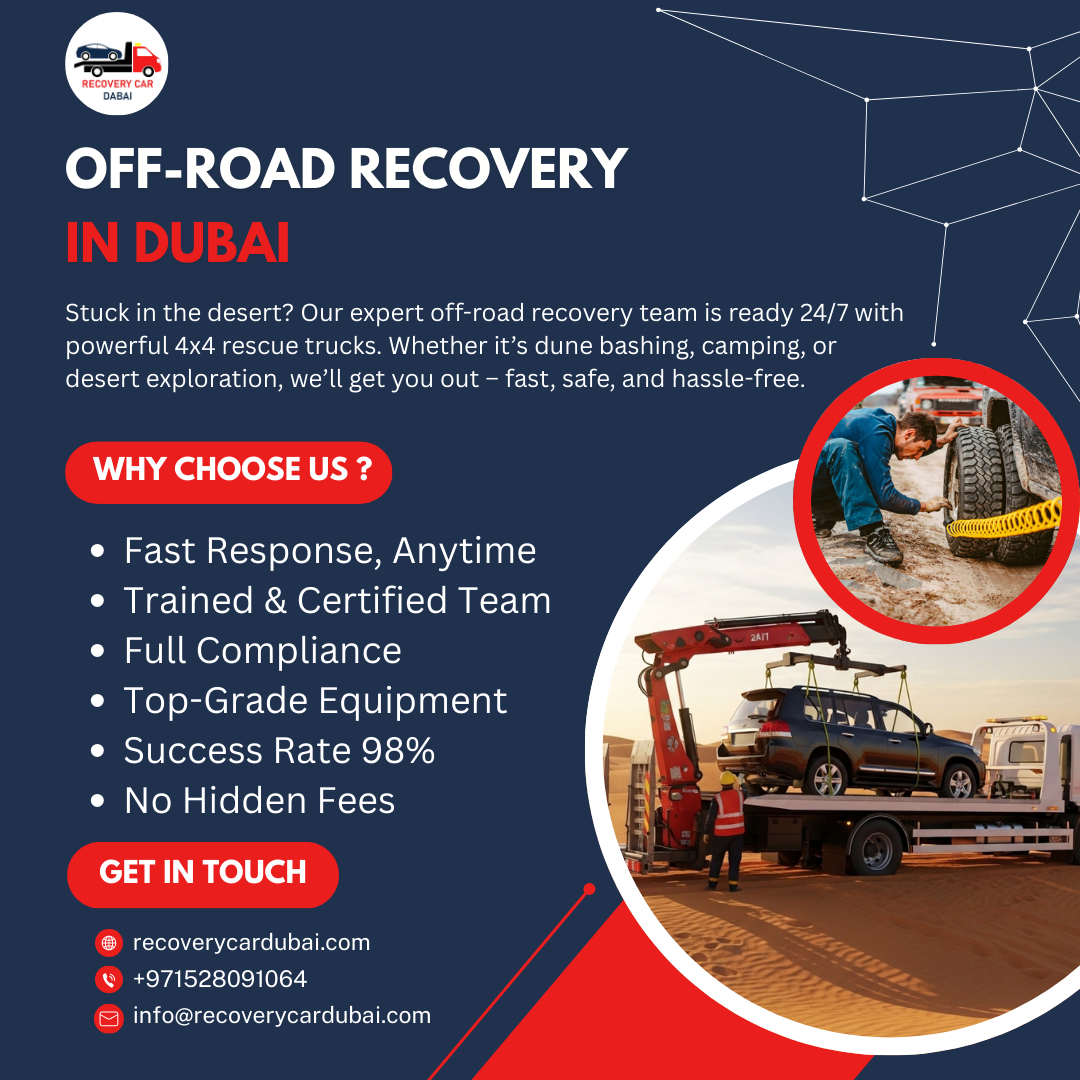 RECOVERY CAR
DABAI
OFF-ROAD RECOVERY
IN DUBAI
Stuck in the desert? Our expert off-road recovery team is ready 24/7 with
powerful 4x4 rescue trucks. Whether it’s dune bashing, camping, or
desert exploration, we’ll get you out – fast, safe, and hassle-free.
WHY CHOOSE US ?
• Fast Response, Anytime
• Trained & Certified Team
• Full Compliance
• Top-Grade Equipment
• Success Rate 98%
• No Hidden Fees
GET IN TOUCH
recoverycardubai.com
+971528091064
info@recoverycardubai.com